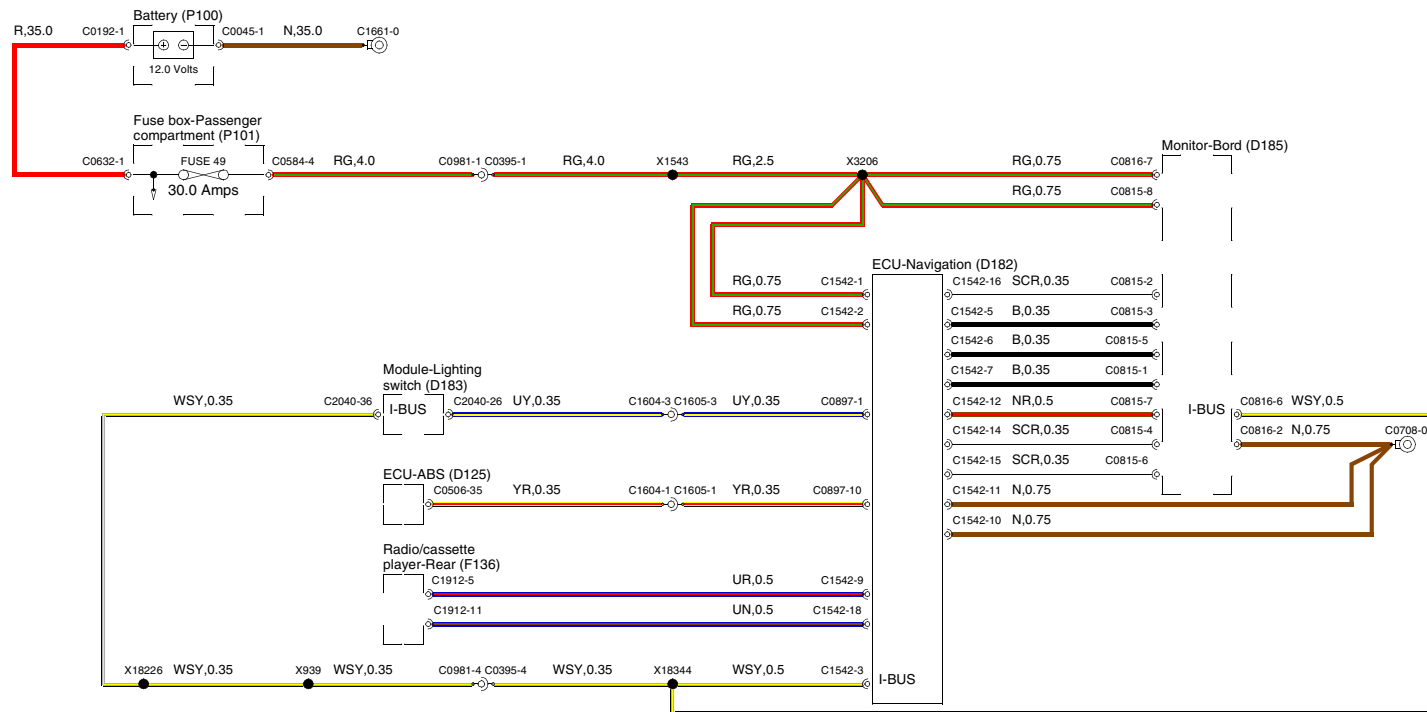 Battery (P100)
R,35.0 C0192-1 C0045-1 N,35.0 C1661-0
12.0 Volts
Fuse box-Passenger
compartment (P101)
Monitor-Bord (D185)
C0632-1 FUSE 49 C0584-4 RG,4.0 C0981-1 C0395-1 RG,4.0 X1543 RG,2.5 X3206 RG,0.75 C0816-7
30.0 Amps
RG,0.75 C0815-8
ECU-Navigation (D182)
RG,0.75 C1542-1 C1542-16 SCR,0.35 C0815-2
RG,0.75 C1542-2 C1542-5 B,0.35 C0815-3
C1542-6 B,0.35 C0815-5
Module-Lighting
switch (D183)
C1542-7 B,0.35 C0815-1
WSY,0.35 C2040-36 I-BUS C2040-26 UY,0.35 C1604-3 C1605-3 UY,0.35 C0897-1 C1542-12 NR,0.5 C0815-7 I-BUS C0816-6 WSY,0.5
C1542-14 SCR,0.35 C0815-4 C0816-2 N,0.75 C0708-0
C1542-15 SCR,0.35 C0815-6
ECU-ABS (D125)
C0506-35 YR,0.35 C1604-1 C1605-1 YR,0.35 C0897-10 C1542-11 N,0.75
C1542-10 N,0.75
Radio/cassette
player-Rear (F136)
C1912-5 UR,0.5 C1542-9
C1912-11 UN,0.5 C1542-18
X18226 WSY,0.35 X939 WSY,0.35 C0981-4 C0395-4 WSY,0.35 X18344 WSY,0.5 C1542-3 I-BUS